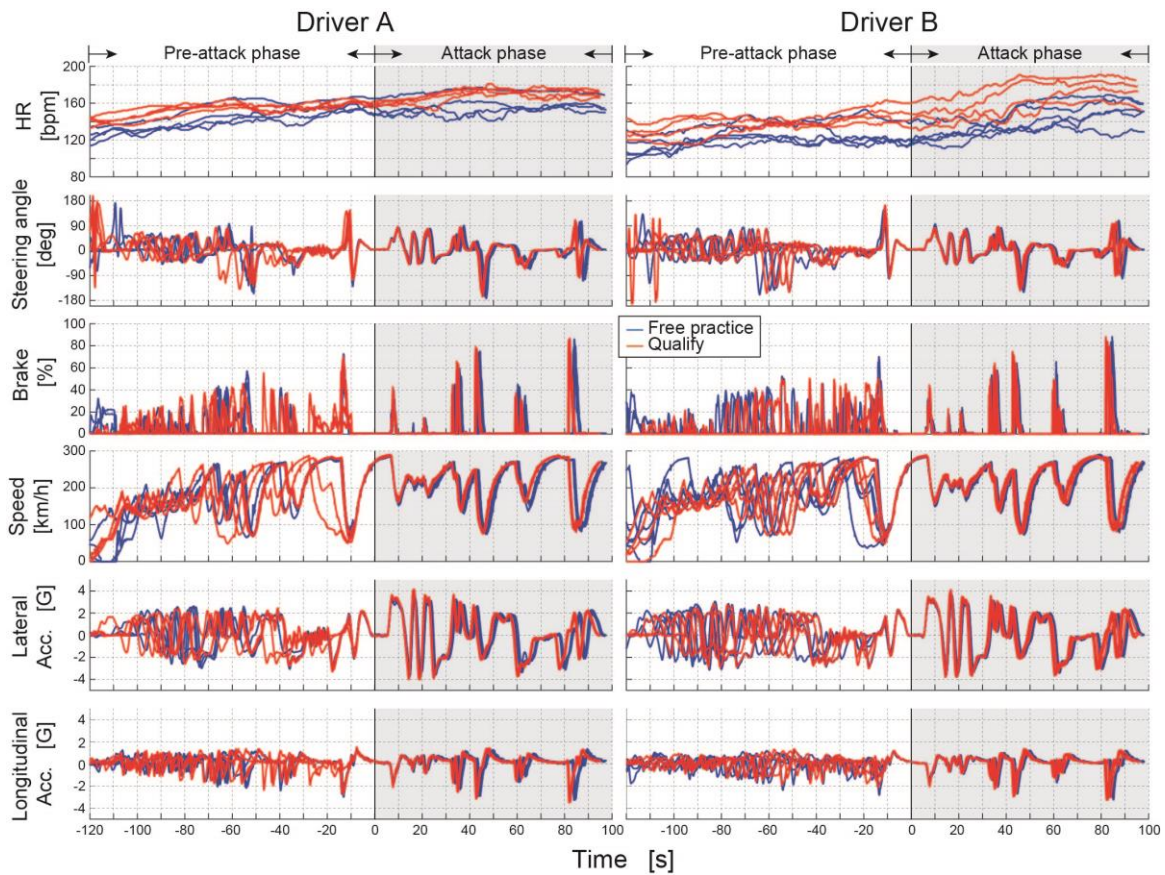 Driver A Driver B
Pre-attack phase Attack phase Pre-attack phase Attack phase
HR [bpm]
200
160
120
80
Steering angle [deg]
180
90
0
-90
-180
Brake [%]
100
80
60
40
20
0
Free practice
Qualify
Speed [km/h]
300
200
100
0
Lateral Acc. [G]
4
2
0
-2
-4
Longitudinal Acc. [G]
4
2
0
-2
-4
-120 -100 -80 -60 -40 -20 0 20 40 60 80 100 -100 -80 -60 -40 -20 0 20 40 60 80 100
Time [s]